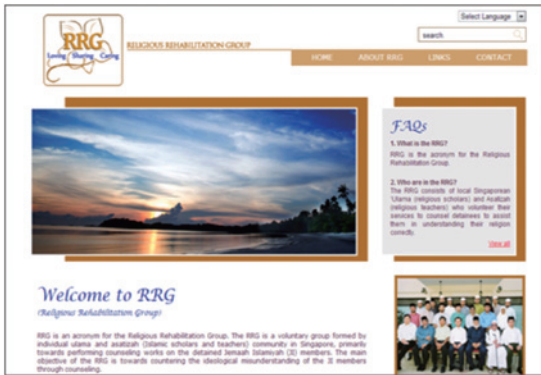 Select Language
RRG
Loving Sharing Caring
RELIGIOUS REHABILITATION GROUP
search
HOME ABOUT RRG LINKS CONTACT
FAQs
1. What is the RRG?
RRG is the acronym for the Religious
Rehabilitation Group.
2. Who are in the RRG?
The RRG consists of local Singaporean
'Ulama (religious scholars) and Asatizah
(religious teachers) who volunteer their
services to counsel detainees to assist
them in understanding their religion
correctly.
View all
Welcome to RRG
(Religious Rehabilitation Group)
RRG is an acronym for the Religious Rehabilitation Group. The RRG is a voluntary group formed by
individual ulama and asatizah (Islamic scholars and teachers) community in Singapore, primarily
towards performing counseling works on the detained Jemaah Islamiyah (JI) members. The main
objective of the RRG is towards countering the ideological misunderstanding of the JI members
through counseling.